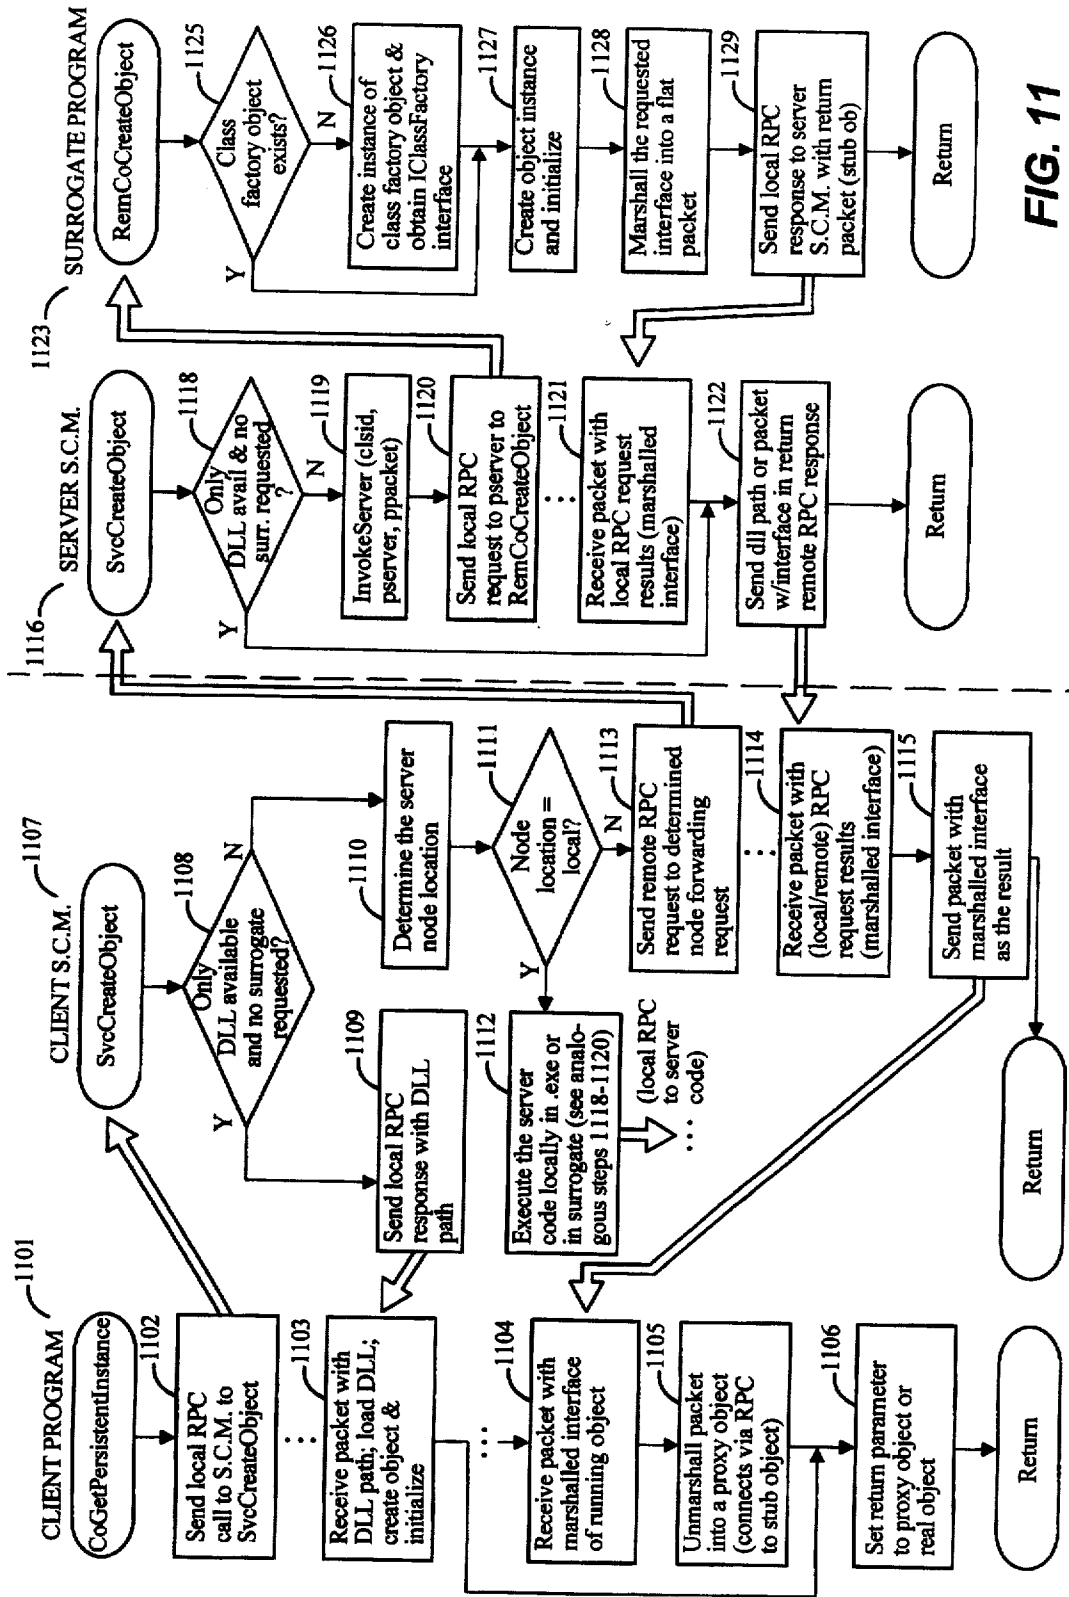 CLIENT PROGRAM
1101
CoGetPersistentInstance
1102
Send local RPC
call to S.C.M. to
SvcCreateObject
1103
Receive packet with
DLL path; load DLL;
create object &
initialize
1104
Receive packet with
marshalled interface
of running object
1105
Unmarshall packet
into a proxy object
(connects via RPC
to stub object)
1106
Set return parameter
to proxy object or
real object
Return
CLIENT S.C.M.
1107
SvcCreateObject
1108
Only
DLL available
and no surrogate
requested?
Y
N
1109
Send local RPC
response with DLL
path
1110
Determine the server
node location
1111
Node
location =
local?
Y
N
1112
Execute the server
code locally in .exe or
in surrogate (see analo-
gous steps 1118-1120)
(local RPC
to server
code)
...
1113
Send remote RPC
request to determined
node forwarding
request
1114
Receive packet with
(local/remote) RPC
request results
(marshalled interface)
1115
Send packet with
marshalled interface
as the result
Return
1116
SERVER S.C.M.
SvcCreateObject
1118
Only
DLL avail & no
surr. requested
?
Y
N
1119
InvokeServer (clsid,
pserver, ppacket)
1120
Send local RPC
request to pserver to
RemCoCreateObject
1121
Receive packet with
local RPC request
results (marshalled
interface)
1122
Send dll path or packet
w/interface in return
remote RPC response
Return
1123
SURROGATE PROGRAM
RemCoCreateObject
1125
Class
factory object
exists?
Y
N
1126
Create instance of
class factory object &
obtain IClassFactory
interface
1127
Create object instance
and initialize
1128
Marshall the requested
interface into a flat
packet
1129
Send local RPC
response to server
S.C.M. with return
packet (stub ob)
Return
FIG. 11